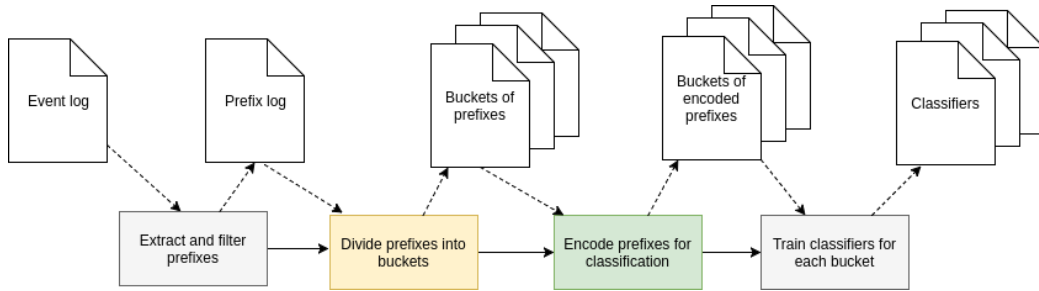 Event log
Prefix log
Buckets of
prefixes
Buckets of
encoded
prefixes
Classifiers
Extract and filter
prefixes
Divide prefixes into
buckets
Encode prefixes for
classification
Train classifiers for
each bucket